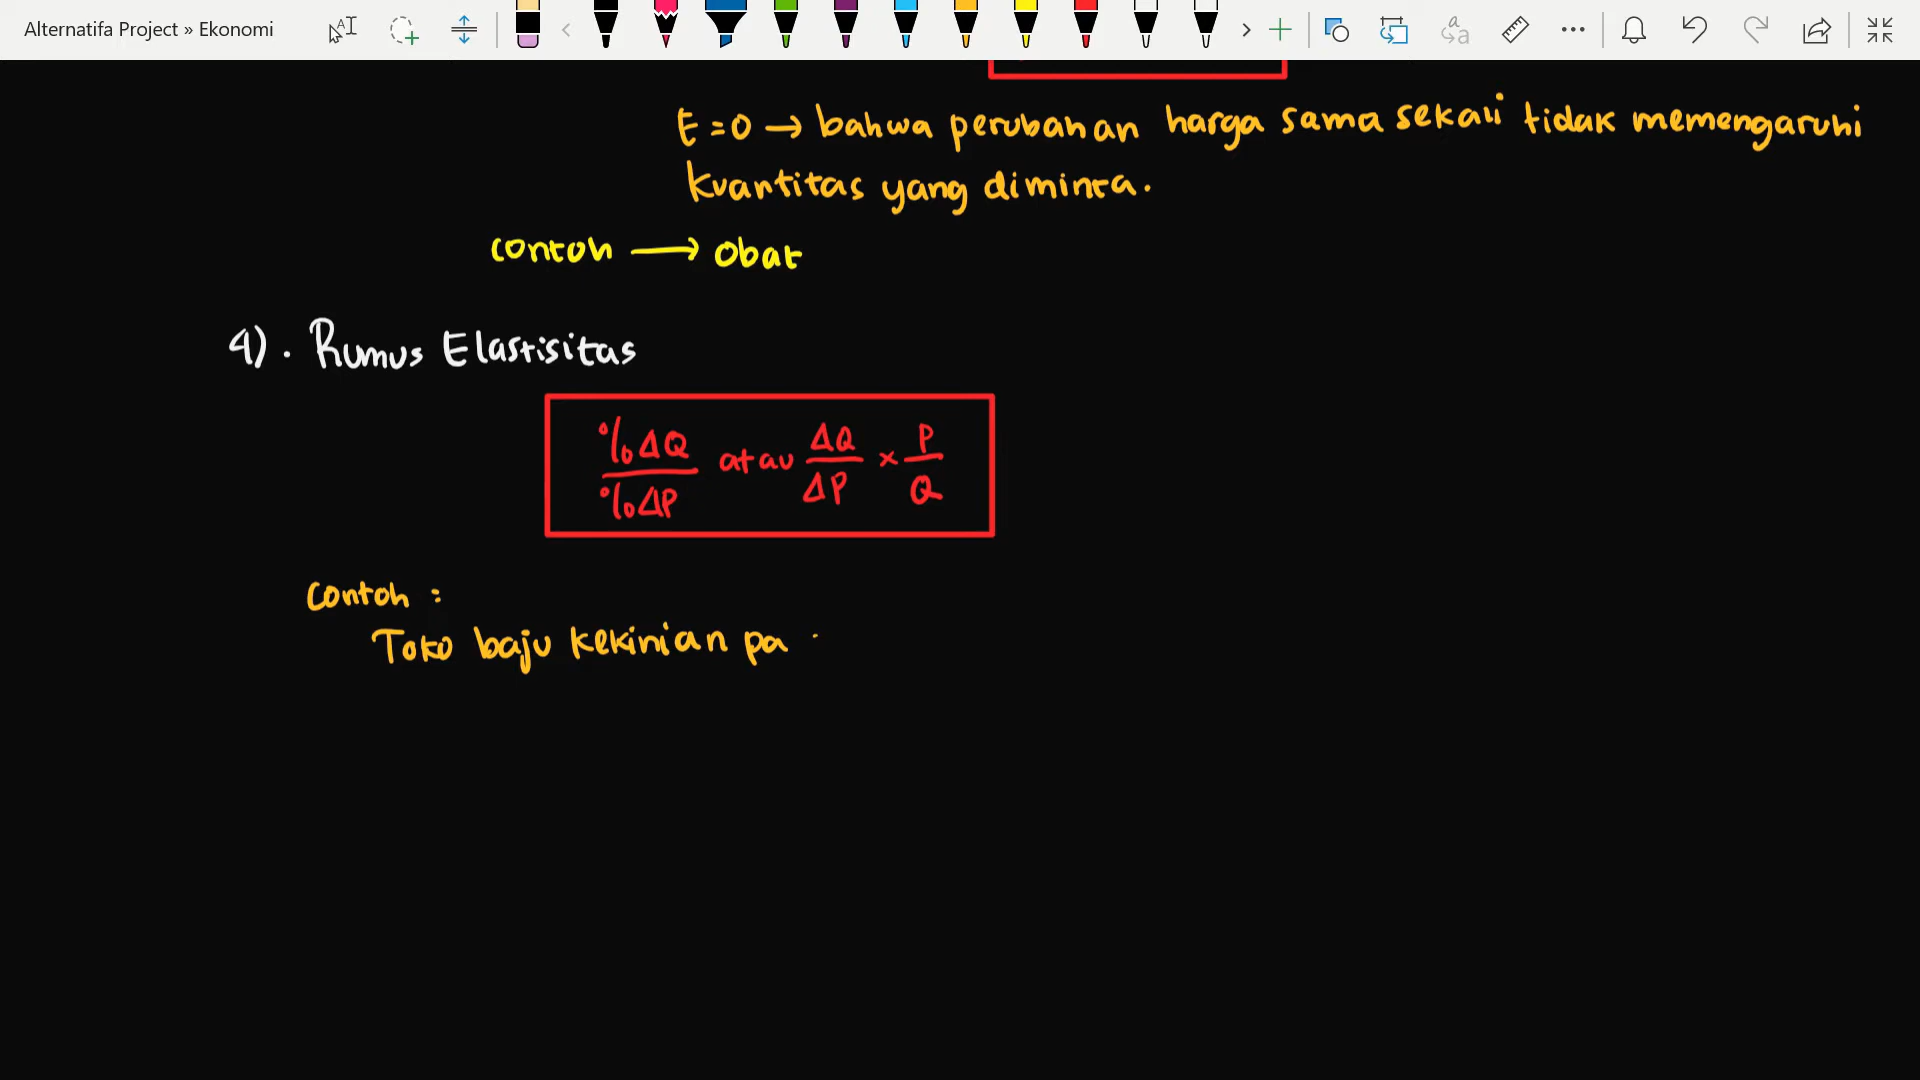 Alternatifa Project » Ekonomi
E = 0 → bahwa perubahan harga sama sekali tidak memengaruhi
kuantitas yang diminta.
contoh → Obat
4). Rumus Elastisitas
%ΔQ / %ΔP atau ΔQ / ΔP × P / Q
Contoh :
Toko baju kekinian pa